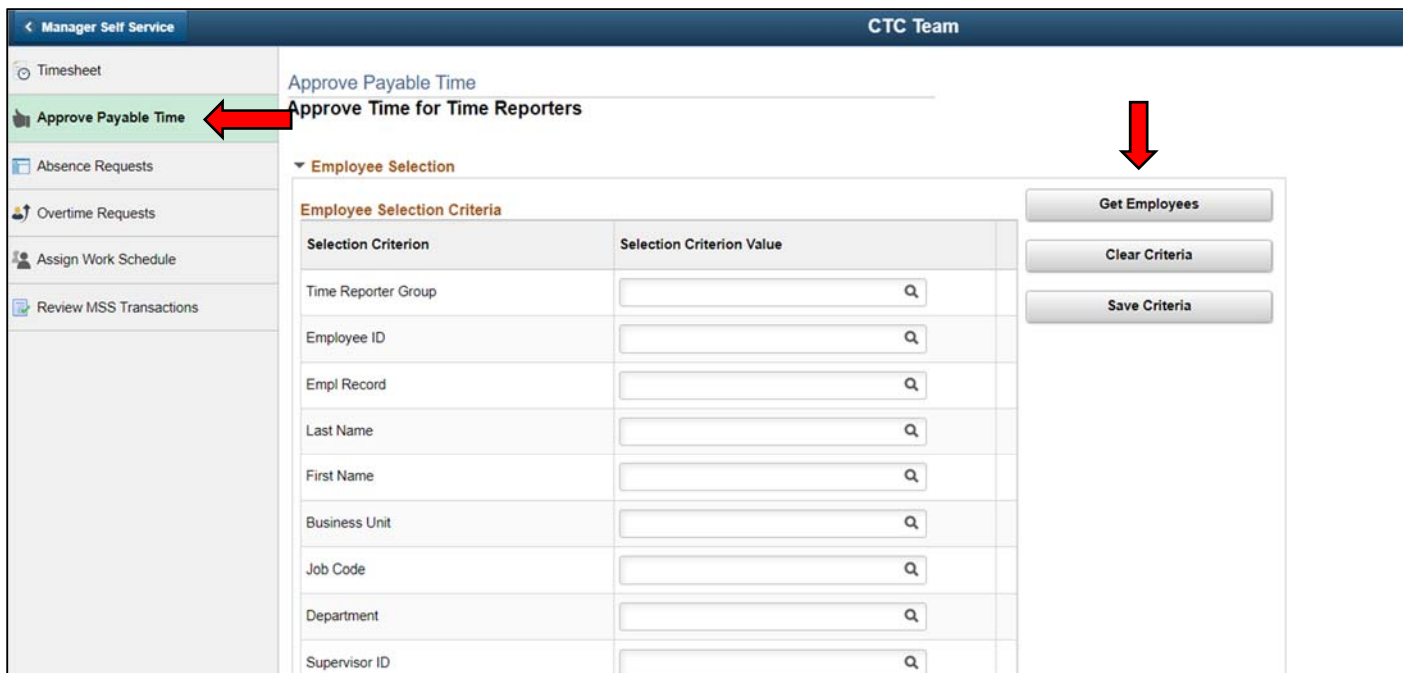 Manager Self Service
CTC Team
Timesheet
Approve Payable Time
Absence Requests
Overtime Requests
Assign Work Schedule
Review MSS Transactions
Approve Payable Time
Approve Time for Time Reporters
Employee Selection
Employee Selection Criteria
Selection Criterion Selection Criterion Value
Time Reporter Group
Employee ID
Empl Record
Last Name
First Name
Business Unit
Job Code
Department
Supervisor ID
Get Employees
Clear Criteria
Save Criteria